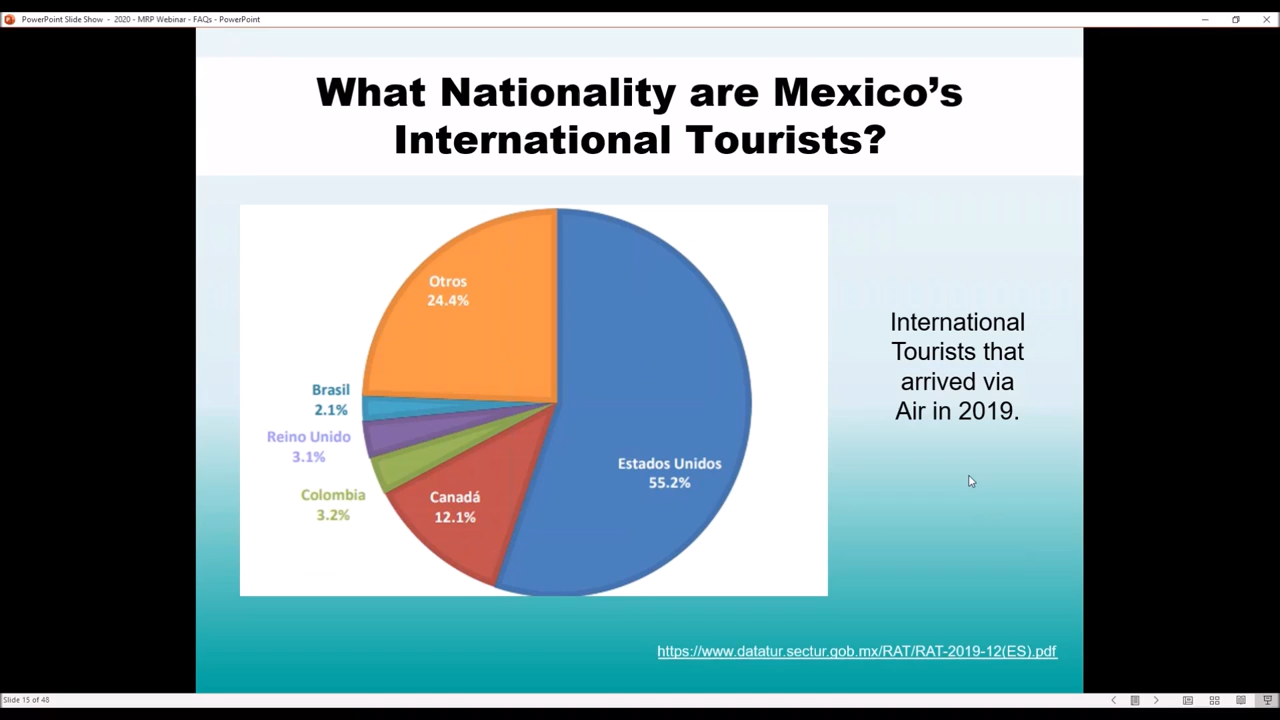 PowerPoint Slide Show - 2020 - MRP Webinar - FAQs - PowerPoint
What Nationality are Mexico's
International Tourists?
Otros
24.4%
Brasil
2.1%
Reino Unido
3.1%
Colombia
3.2%
Canadá
12.1%
Estados Unidos
55.2%
International
Tourists that
arrived via
Air in 2019.
https://www.datatur.sectur.gob.mx/RAT/RAT-2019-12(ES).pdf
Slide 15 of 48